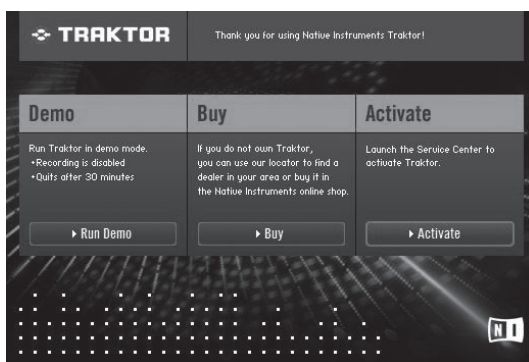 TRAKTOR
Thank you for using Native Instruments Traktor!
Demo
Run Traktor in demo mode.
•Recording is disabled
•Quits after 30 minutes
Run Demo
Buy
If you do not own Traktor,
you can use our locator to find a
dealer in your area or buy it in
the Native Instruments online shop.
Buy
Activate
Launch the Service Center to
activate Traktor.
Activate
NI